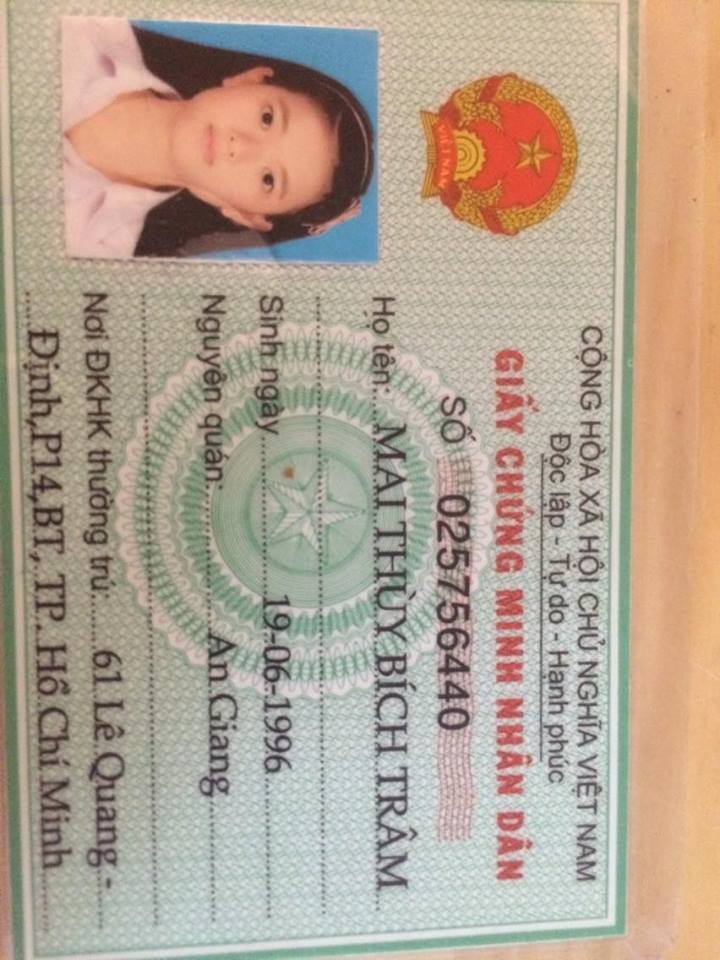 CỘNG HÒA XÃ HỘI CHỦ NGHĨA VIỆT NAM
Độc lập - Tự do - Hạnh phúc
GIẤY CHỨNG MINH NHÂN DÂN
SỐ 025756440
Họ tên: MAI THÙY BÍCH TRÂM
Sinh ngày 19-06-1996
Nguyên quán An Giang
Nơi ĐKHK thường trú: 61 Lê Quang -
Định,P14,BT, TP. Hồ Chí Minh
VIỆT NAM